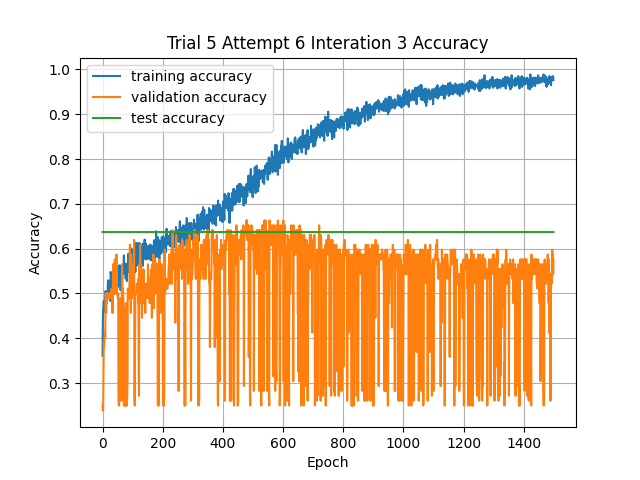 Trial 5 Attempt 6 Interation 3 Accuracy
training accuracy
validation accuracy
test accuracy
1.0
0.9
0.8
0.7
0.6
0.5
0.4
0.3
Accuracy
0 200 400 600 800 1000 1200 1400
Epoch